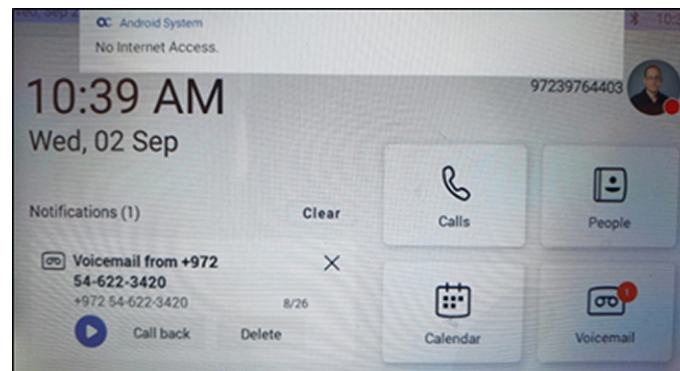 Android System
No Internet Access.
10:39 AM
Wed, 02 Sep
97239764403
Notifications (1)
Clear
Voicemail from +972
54-622-3420
+972 54-622-3420
8/26
Call back
Delete
Calls
People
Calendar
1
Voicemail